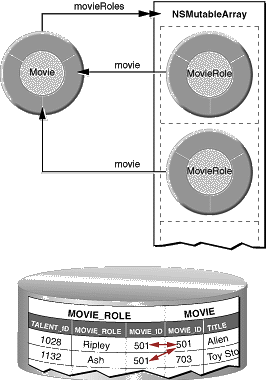 movieRoles
NSMutableArray
Movie
movie
MovieRole
movie
MovieRole
MOVIE_ROLE MOVIE
TALENT_ID MOVIE_ROLE MOVIE_ID MOVIE_ID TITLE
1028 Ripley 501 501 Alien
1132 Ash 501 703 Toy Sto